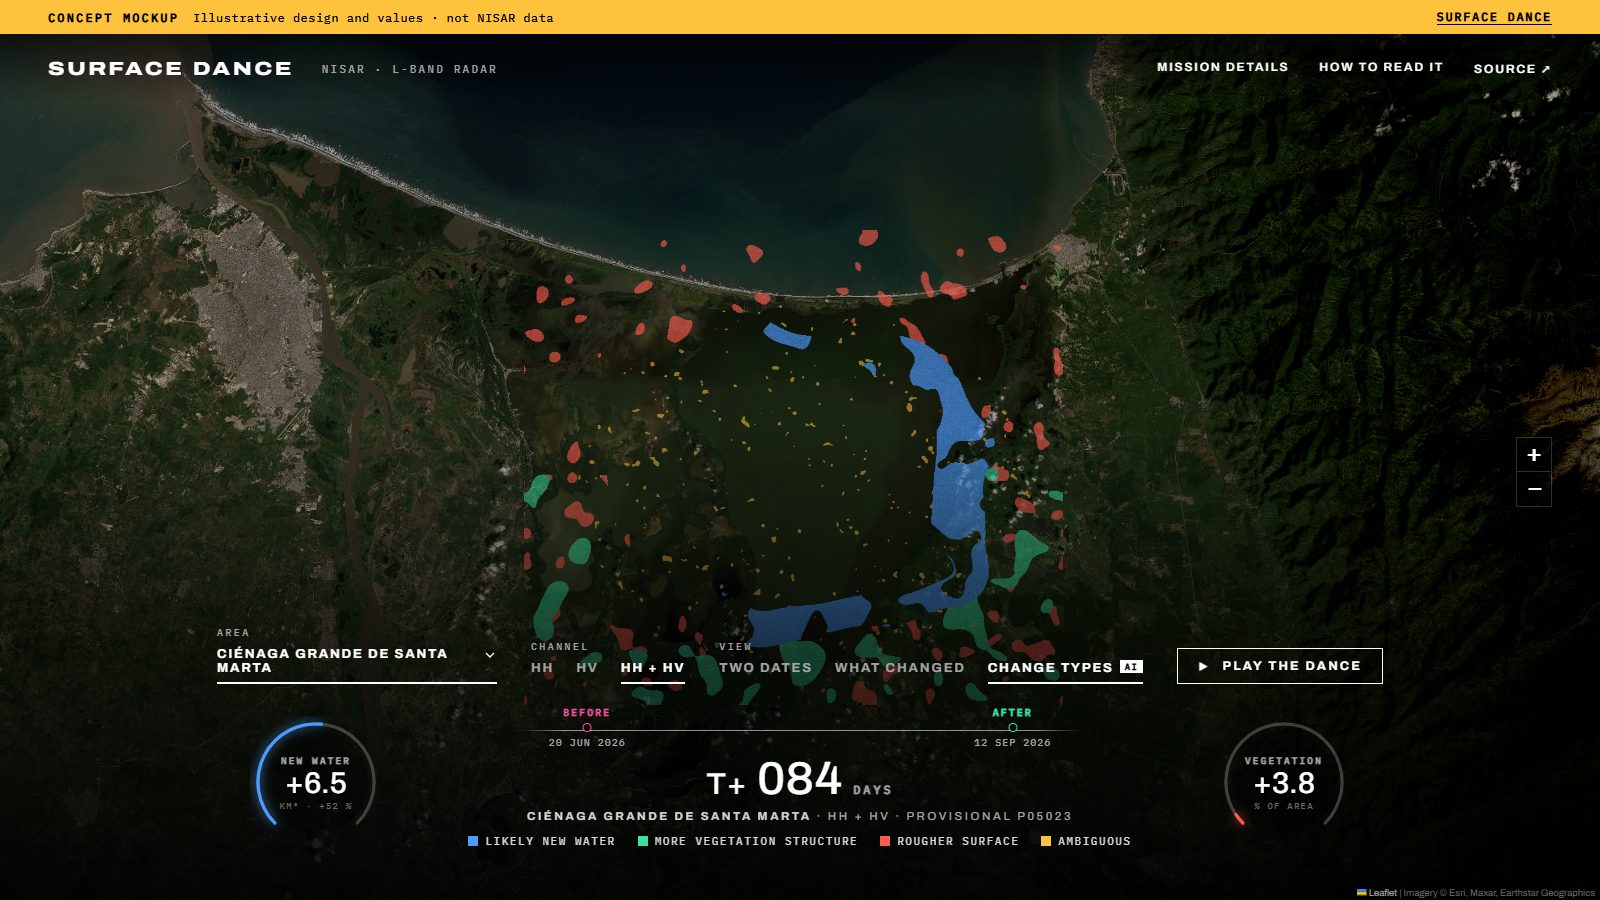 CONCEPT MOCKUP Illustrative design and values · not NISAR data
SURFACE DANCE
SURFACE DANCE
NISAR · L-BAND RADAR
MISSION DETAILS
HOW TO READ IT
SOURCE ↗
+
−
AREA
CIÉNAGA GRANDE DE SANTA
MARTA
CHANNEL
HH HV HH + HV
VIEW
TWO DATES WHAT CHANGED CHANGE TYPES AI
▶ PLAY THE DANCE
BEFORE
20 JUN 2026
AFTER
12 SEP 2026
NEW WATER
+6.5
KM² · +52 %
T+ 084 DAYS
CIÉNAGA GRANDE DE SANTA MARTA · HH + HV · PROVISIONAL P05023
LIKELY NEW WATER
MORE VEGETATION STRUCTURE
ROUGHER SURFACE
AMBIGUOUS
VEGETATION
+3.8
% OF AREA
Leaflet | Imagery © Esri, Maxar, Earthstar Geographics